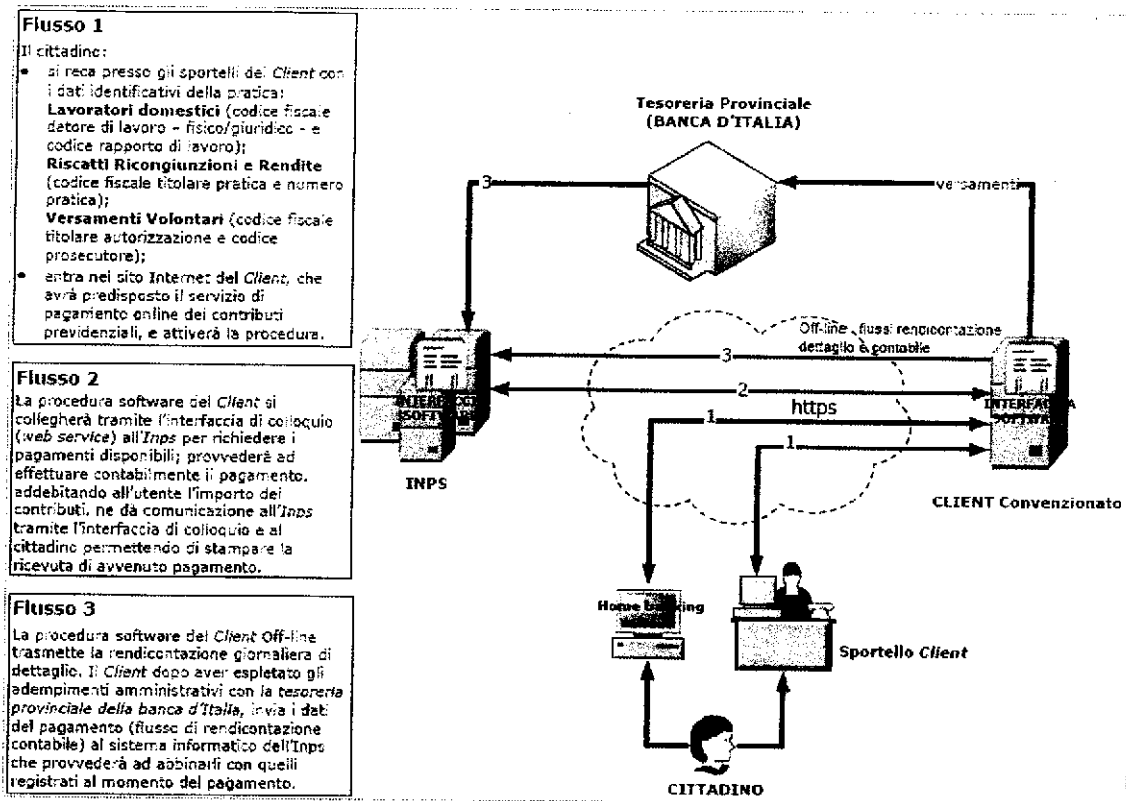 Flusso 1
Il cittadino:
• si reca presso gli sportelli del Client con
i dati identificativi della pratica:
Lavoratori domestici (codice fiscale
datore di lavoro - fisico/giuridico - e
codice rapporto di lavoro);
Riscatti Ricongiunzioni e Rendite
(codice fiscale titolare pratica e numero
pratica);
Versamenti Volontari (codice fiscale
titolare autorizzazione e codice
prosecutore);
• entra nel sito Internet del Client, che
avrà predisposto il servizio di
pagamento online dei contributi
previdenziali, e attiverà la procedura.
Flusso 2
La procedura software del Client si
collegherà tramite l'interfaccia di colloquio
(web service) all'Inps per richiedere i
pagamenti disponibili; provvederà ad
effettuare contabilmente il pagamento,
addebitando all'utente l'importo dei
contributi, ne dà comunicazione all'Inps
tramite l'interfaccia di colloquio e al
cittadino permettendo di stampare la
ricevuta di avvenuto pagamento.
Flusso 3
La procedura software del Client Off-line
trasmette la rendicontazione giornaliera di
dettaglio. Il Client dopo aver espletato gli
adempimenti amministrativi con la tesoreria
provinciale della banca d'Italia, invia i dati
del pagamento (flusso di rendicontazione
contabile) al sistema informatico dell'Inps
che provvederà ad abbinarli con quelli
registrati al momento del pagamento.
Tesoreria Provinciale
(BANCA D'ITALIA)
3
versamenti
Off-line flussi rendicontazione
dettaglio e contabile
3
2
https
1
1
INTERFACCIA
SOFTWARE
INPS
INTERFACCIA
SOFTWARE
CLIENT Convenzionato
Home banking
Sportello Client
CITTADINO